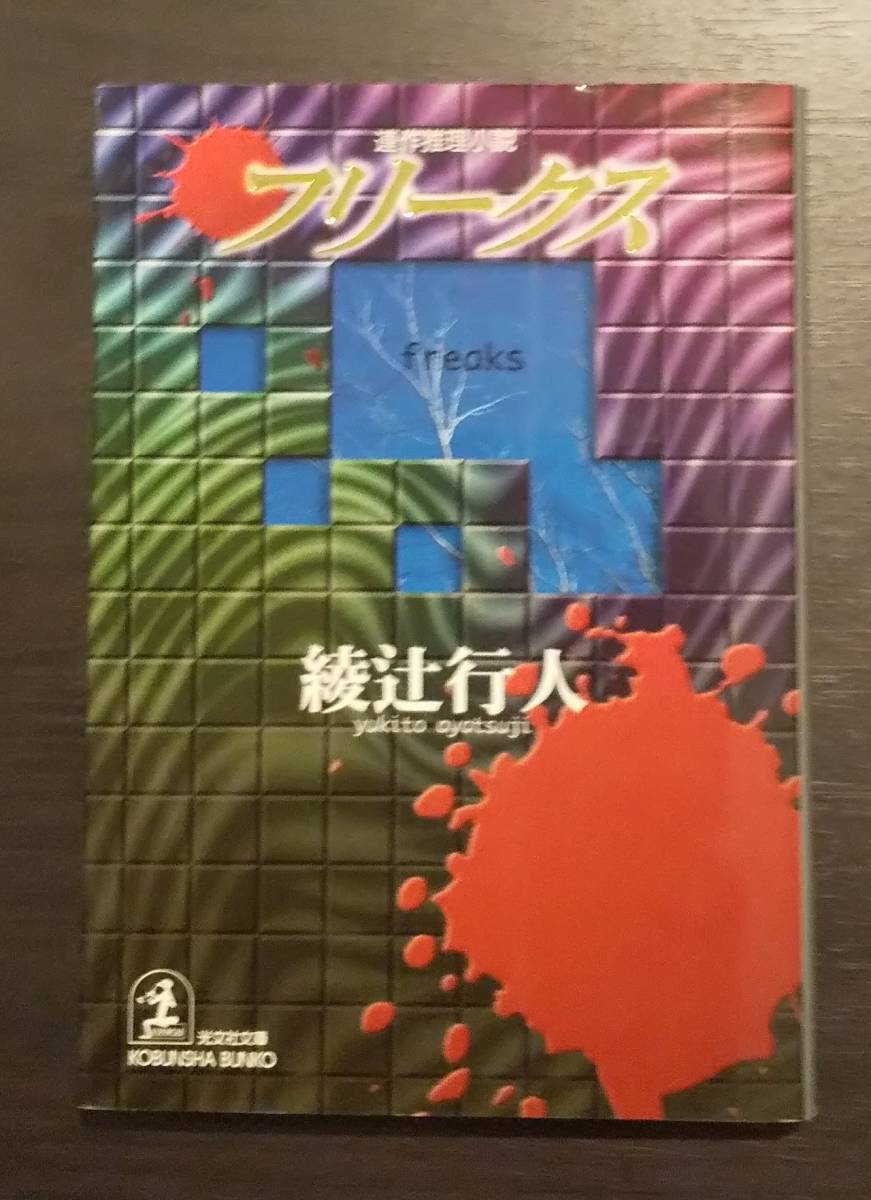 連作推理小説
フリークス
freaks
綾辻行人
yukito ayatsuji
光文社文庫
KOBUNSHA BUNKO